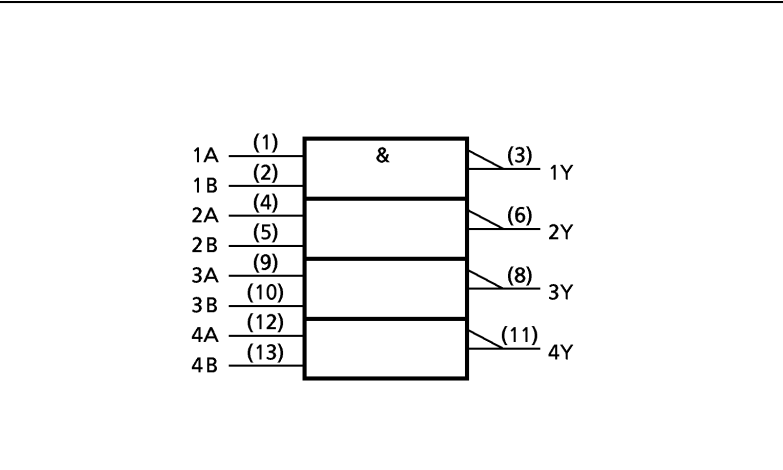 1A (1) & (3) 1Y
1B (2)
2A (4) (6) 2Y
2B (5)
3A (9) (8) 3Y
3B (10)
4A (12) (11) 4Y
4B (13)